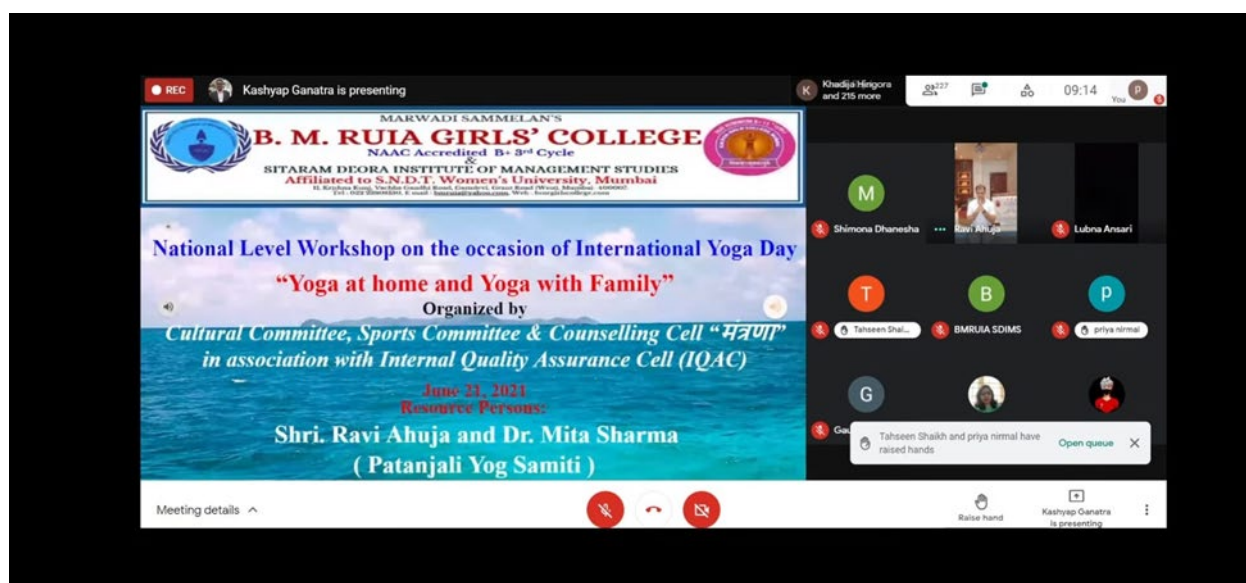 REC
Kashyap Ganatra is presenting
Khadija Hingora
and 215 more
227
09:14
You
MARWADI SAMMELAN'S
B. M. RUIA GIRLS' COLLEGE
NAAC Accredited B+ 3rd Cycle
&
SITARAM DEORA INSTITUTE OF MANAGEMENT STUDIES
Affiliated to S.N.D.T. Women's University, Mumbai
National Level Workshop on the occasion of International Yoga Day
“Yoga at home and Yoga with Family”
Organized by
Cultural Committee, Sports Committee & Counselling Cell “मंत्रणा”
in association with Internal Quality Assurance Cell (IQAC)
June 21, 2021
Resource Persons:
Shri. Ravi Ahuja and Dr. Mita Sharma
( Patanjali Yog Samiti )
K
P
M
Shimona Dhanesha
Ravi Ahuja
Lubna Ansari
T
B
P
Tahseen Shai...
BMRUIA SDIMS
priya nirmal
G
Tahseen Shaikh and priya nirmal have
raised hands
Open queue
Meeting details
Raise hand
Kashyap Ganatra
is presenting